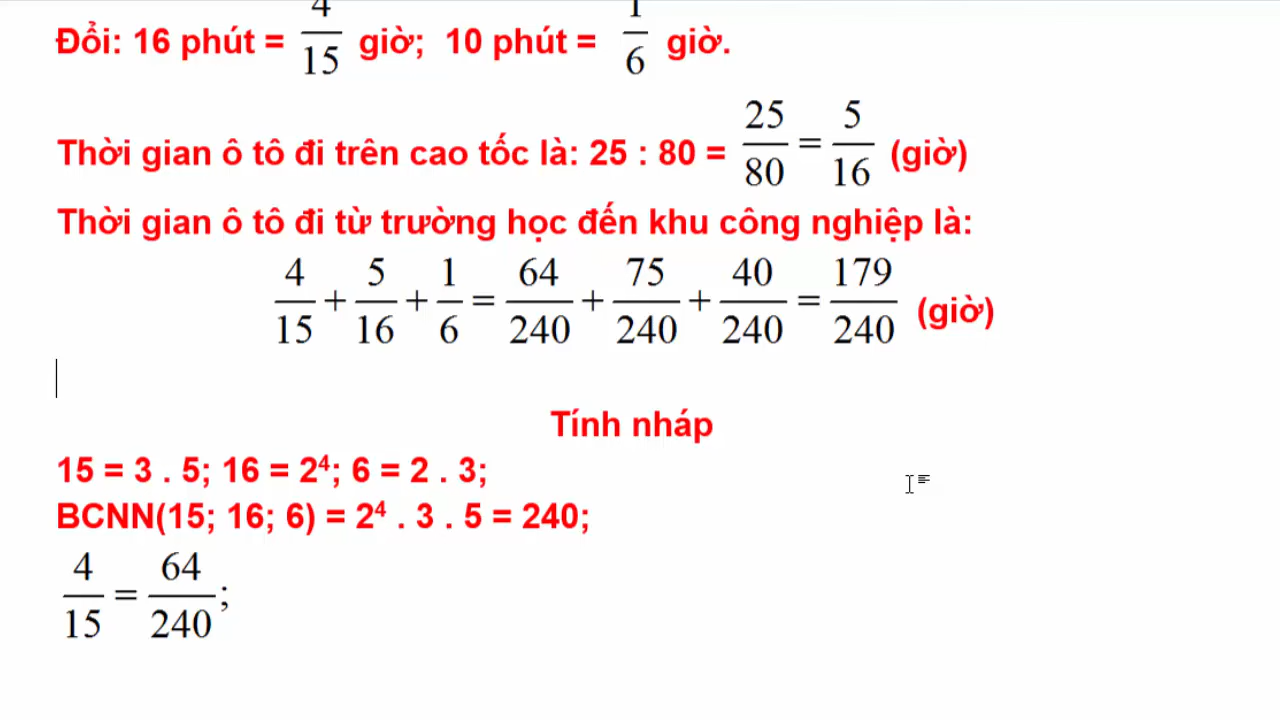 Đổi: 16 phút = 4/15 giờ; 10 phút = 1/6 giờ.
Thời gian ô tô đi trên cao tốc là: 25 : 80 = 25/80 = 5/16 (giờ)
Thời gian ô tô đi từ trường học đến khu công nghiệp là:
4/15 + 5/16 + 1/6 = 64/240 + 75/240 + 40/240 = 179/240 (giờ)
Tính nháp
15 = 3 . 5; 16 = 2⁴; 6 = 2 . 3;
BCNN(15; 16; 6) = 2⁴ . 3 . 5 = 240;
4/15 = 64/240;